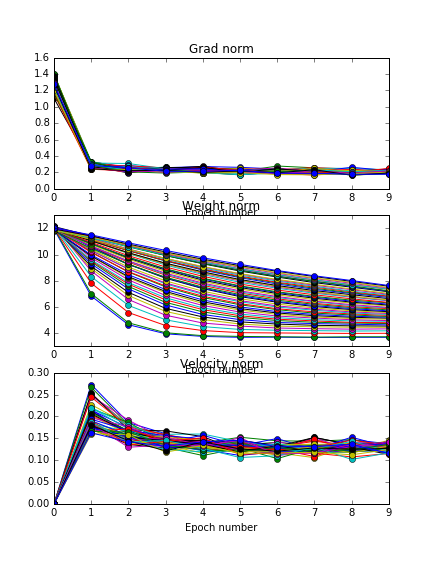 Grad norm
1.6
1.4
1.2
1.0
0.8
0.6
0.4
0.2
0.0
0 1 2 3 4 5 6 7 8 9
Epoch number
Weight norm
12
10
8
6
4
0 1 2 3 4 5 6 7 8 9
Epoch number
Velocity norm
0.30
0.25
0.20
0.15
0.10
0.05
0.00
0 1 2 3 4 5 6 7 8 9
Epoch number